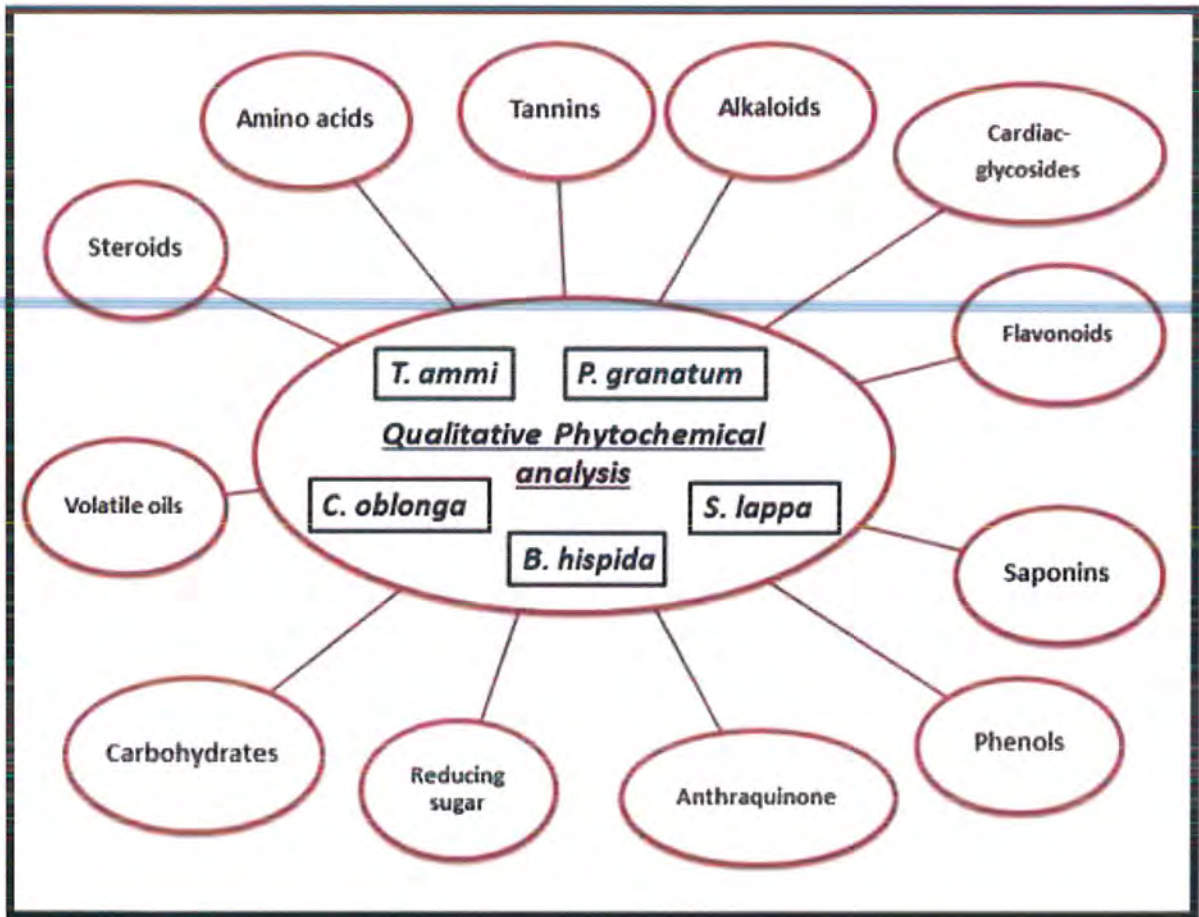 Amino acids
Tannins
Alkaloids
Cardiac-
glycosides
Steroids
Flavonoids
T. ammi
P. granatum
Qualitative Phytochemical
analysis
Volatile oils
C. oblonga
S. lappa
B. hispida
Saponins
Carbohydrates
Reducing
sugar
Anthraquinone
Phenols